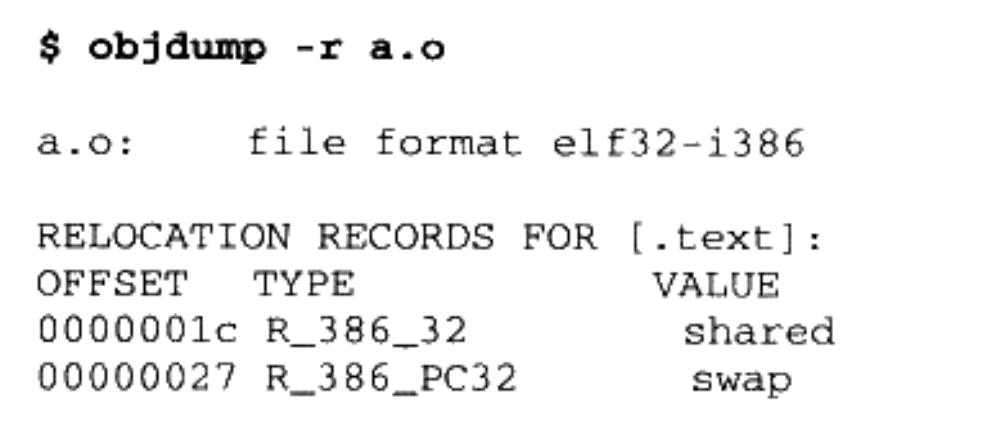 $ objdump -r a.o
a.o: file format elf32-i386
RELOCATION RECORDS FOR [.text]:
OFFSET TYPE VALUE
0000001c R_386_32 shared
00000027 R_386_PC32 swap